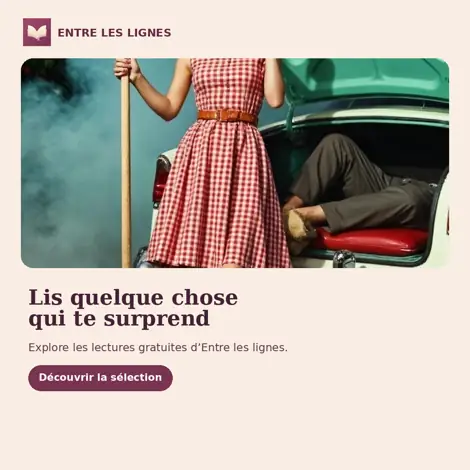 ENTRE LES LIGNES
Lis quelque chose
qui te surprend
Explore les lectures gratuites d’Entre les lignes.
Découvrir la sélection